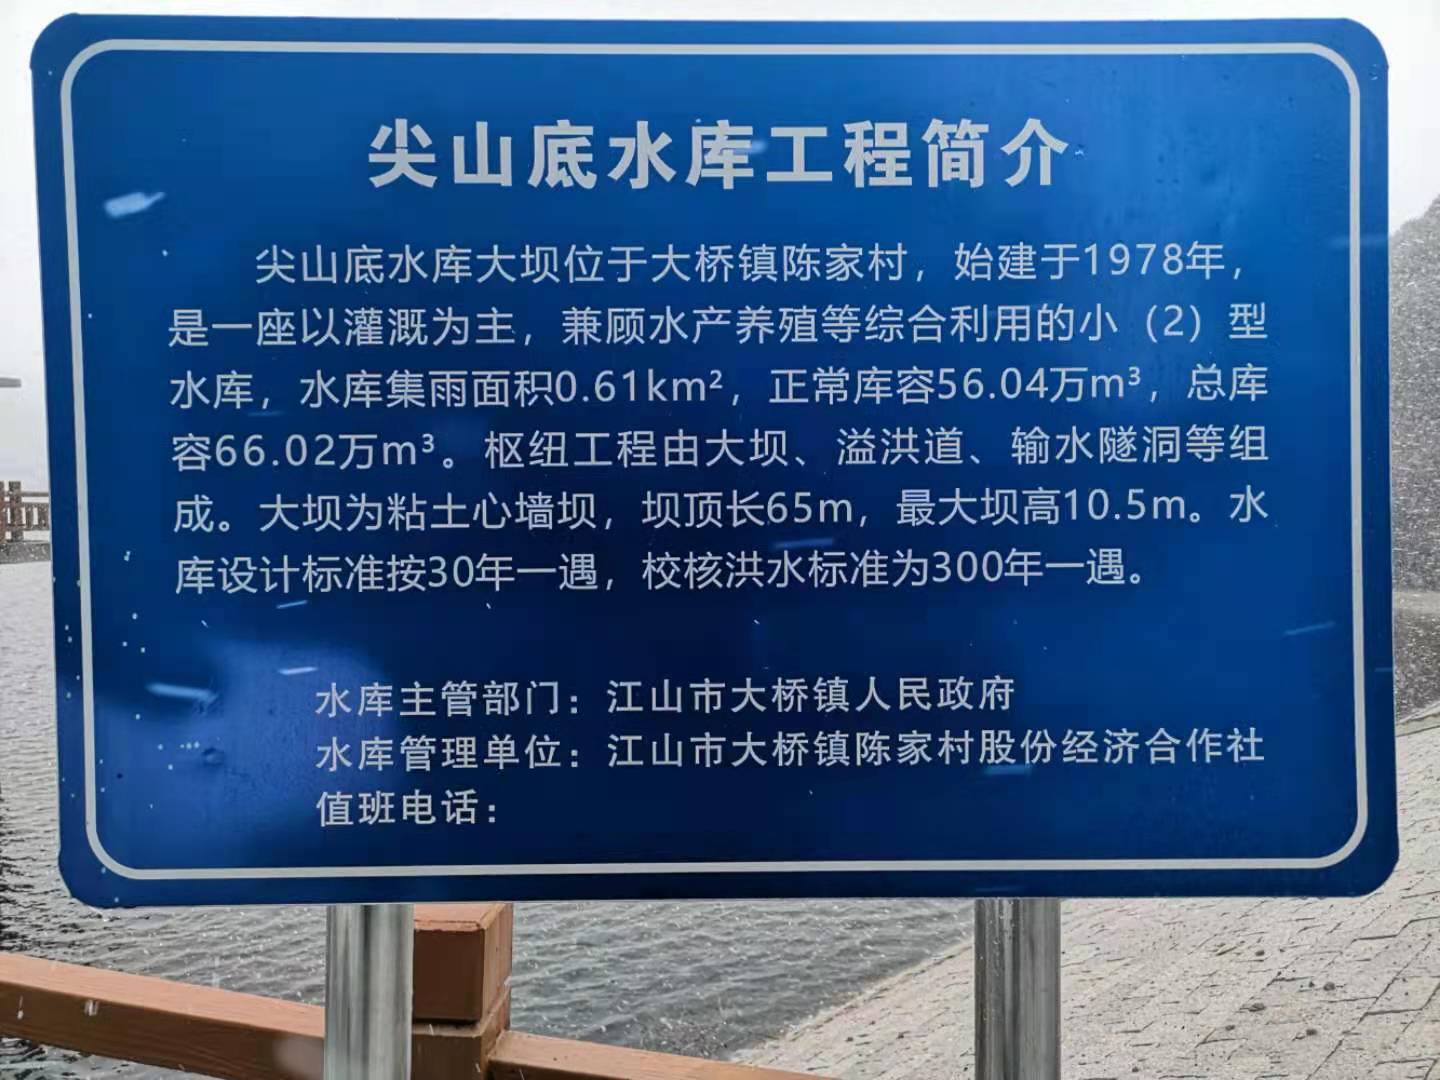 尖山底水库工程简介
尖山底水库大坝位于大桥镇陈家村，始建于1978年，
是一座以灌溉为主，兼顾水产养殖等综合利用的小（2）型
水库，水库集雨面积0.61km²，正常库容56.04万m³，总库
容66.02万m³。枢纽工程由大坝、溢洪道、输水隧洞等组
成。大坝为粘土心墙坝，坝顶长65m，最大坝高10.5m。水
库设计标准按30年一遇，校核洪水标准为300年一遇。
水库主管部门：江山市大桥镇人民政府
水库管理单位：江山市大桥镇陈家村股份经济合作社
值班电话：